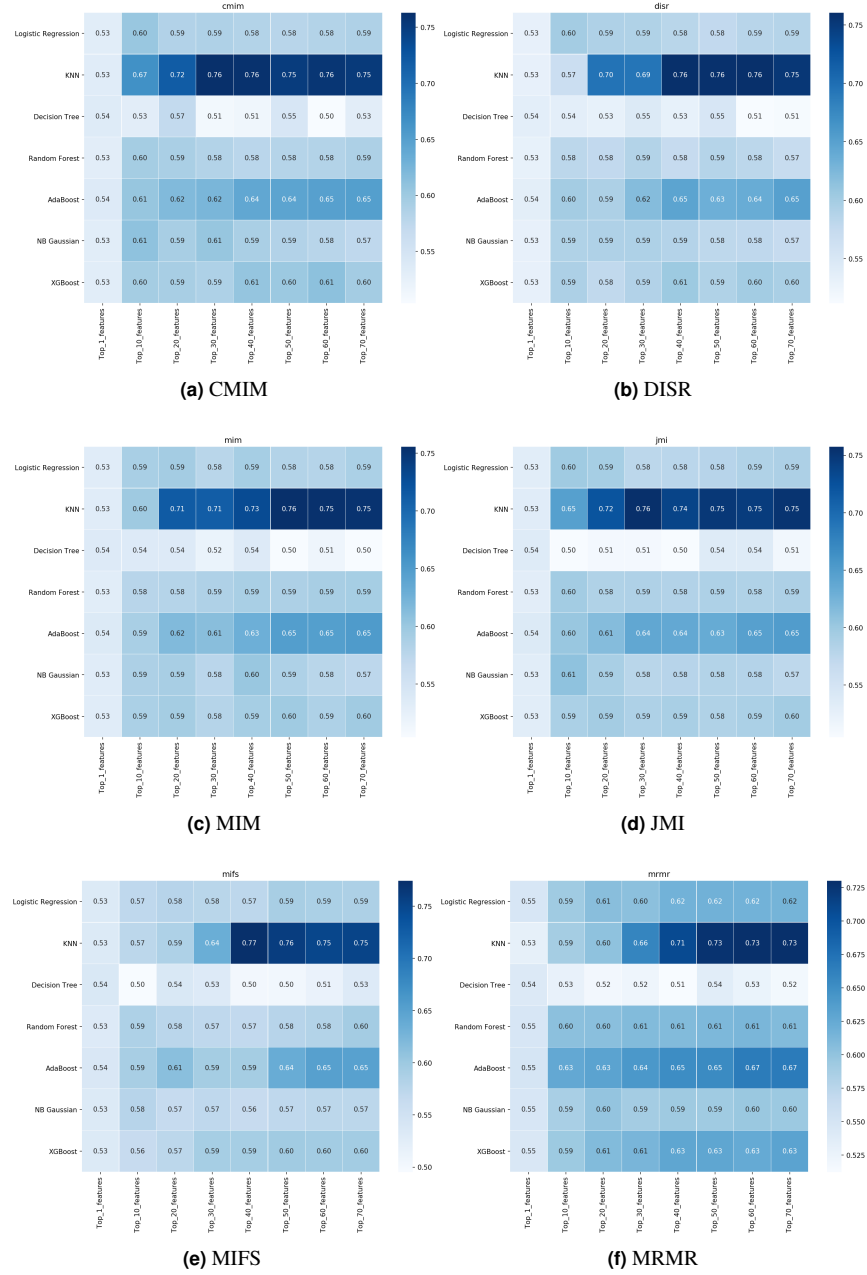 cmim
Logistic Regression 0.53 0.60 0.59 0.59 0.58 0.58 0.58 0.59
KNN 0.53 0.67 0.72 0.76 0.76 0.75 0.76 0.75
Decision Tree 0.54 0.53 0.57 0.51 0.51 0.55 0.50 0.53
Random Forest 0.53 0.60 0.59 0.58 0.58 0.58 0.58 0.59
AdaBoost 0.54 0.61 0.62 0.62 0.64 0.64 0.65 0.65
NB Gaussian 0.53 0.61 0.59 0.61 0.59 0.59 0.58 0.57
XGBoost 0.53 0.60 0.59 0.59 0.61 0.60 0.61 0.60
Top_1_features Top_10_features Top_20_features Top_30_features Top_40_features Top_50_features Top_60_features Top_70_features
0.75
0.70
0.65
0.60
0.55
(a) CMIM
disr
Logistic Regression 0.53 0.60 0.59 0.59 0.58 0.59 0.58 0.59
KNN 0.53 0.57 0.70 0.69 0.76 0.76 0.76 0.75
Decision Tree 0.54 0.54 0.53 0.55 0.53 0.55 0.51 0.51
Random Forest 0.53 0.58 0.58 0.59 0.57 0.58 0.58 0.57
AdaBoost 0.54 0.60 0.59 0.62 0.65 0.63 0.64 0.65
NB Gaussian 0.53 0.59 0.59 0.59 0.59 0.58 0.58 0.57
XGBoost 0.53 0.59 0.58 0.59 0.61 0.59 0.60 0.60
Top_1_features Top_10_features Top_20_features Top_30_features Top_40_features Top_50_features Top_60_features Top_70_features
0.75
0.70
0.65
0.60
0.55
(b) DISR
mim
Logistic Regression 0.53 0.59 0.59 0.58 0.59 0.58 0.58 0.59
KNN 0.53 0.60 0.71 0.71 0.73 0.76 0.75 0.75
Decision Tree 0.54 0.54 0.54 0.52 0.54 0.50 0.51 0.50
Random Forest 0.53 0.58 0.58 0.59 0.59 0.59 0.59 0.59
AdaBoost 0.54 0.59 0.62 0.61 0.63 0.65 0.65 0.65
NB Gaussian 0.53 0.59 0.59 0.58 0.60 0.59 0.58 0.57
XGBoost 0.53 0.59 0.59 0.58 0.59 0.60 0.59 0.60
Top_1_features Top_10_features Top_20_features Top_30_features Top_40_features Top_50_features Top_60_features Top_70_features
0.75
0.70
0.65
0.60
0.55
(c) MIM
jmi
Logistic Regression 0.53 0.60 0.59 0.58 0.58 0.58 0.59 0.59
KNN 0.53 0.65 0.72 0.76 0.74 0.75 0.75 0.75
Decision Tree 0.54 0.50 0.51 0.51 0.50 0.54 0.54 0.51
Random Forest 0.53 0.60 0.58 0.58 0.59 0.58 0.58 0.59
AdaBoost 0.54 0.60 0.61 0.64 0.64 0.63 0.65 0.65
NB Gaussian 0.53 0.61 0.59 0.58 0.58 0.58 0.58 0.57
XGBoost 0.53 0.59 0.59 0.59 0.59 0.58 0.59 0.60
Top_1_features Top_10_features Top_20_features Top_30_features Top_40_features Top_50_features Top_60_features Top_70_features
0.75
0.70
0.65
0.60
0.55
(d) JMI
mifs
Logistic Regression 0.53 0.57 0.58 0.58 0.57 0.59 0.59 0.59
KNN 0.53 0.57 0.59 0.64 0.77 0.76 0.75 0.75
Decision Tree 0.54 0.50 0.54 0.53 0.50 0.50 0.51 0.53
Random Forest 0.53 0.59 0.58 0.57 0.57 0.58 0.58 0.60
AdaBoost 0.54 0.59 0.61 0.59 0.59 0.64 0.65 0.65
NB Gaussian 0.53 0.58 0.57 0.57 0.56 0.57 0.57 0.57
XGBoost 0.53 0.56 0.57 0.59 0.59 0.60 0.60 0.60
Top_1_features Top_10_features Top_20_features Top_30_features Top_40_features Top_50_features Top_60_features Top_70_features
0.75
0.70
0.65
0.60
0.55
0.50
(e) MIFS
mrmr
Logistic Regression 0.55 0.59 0.61 0.60 0.62 0.62 0.62 0.62
KNN 0.53 0.59 0.60 0.66 0.71 0.73 0.73 0.73
Decision Tree 0.54 0.53 0.52 0.52 0.51 0.54 0.53 0.52
Random Forest 0.55 0.60 0.60 0.61 0.61 0.61 0.61 0.61
AdaBoost 0.55 0.63 0.63 0.64 0.65 0.65 0.67 0.67
NB Gaussian 0.55 0.59 0.60 0.59 0.59 0.59 0.60 0.60
XGBoost 0.55 0.59 0.61 0.61 0.63 0.63 0.63 0.63
Top_1_features Top_10_features Top_20_features Top_30_features Top_40_features Top_50_features Top_60_features Top_70_features
0.725
0.700
0.675
0.650
0.625
0.600
0.575
0.550
0.525
(f) MRMR